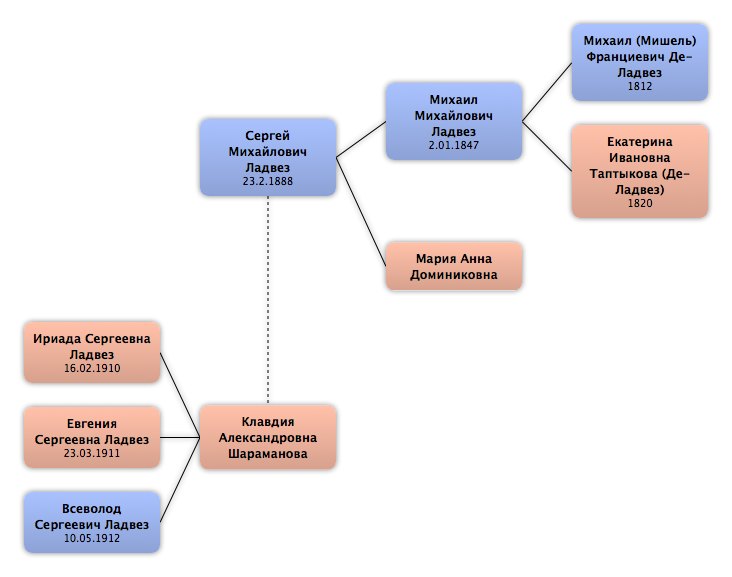 Михаил (Мишель)
Франциевич Де-
Ладвез
1812
Михаил
Михайлович
Ладвез
2.01.1847
Сергей
Михайлович
Ладвез
23.2.1888
Екатерина
Ивановна
Таптыкова (Де-
Ладвез)
1820
Мария Анна
Доминиковна
Ириада Сергеевна
Ладвез
16.02.1910
Евгения
Сергеевна Ладвез
23.03.1911
Клавдия
Александровна
Шараманова
Всеволод
Сергеевич Ладвез
10.05.1912